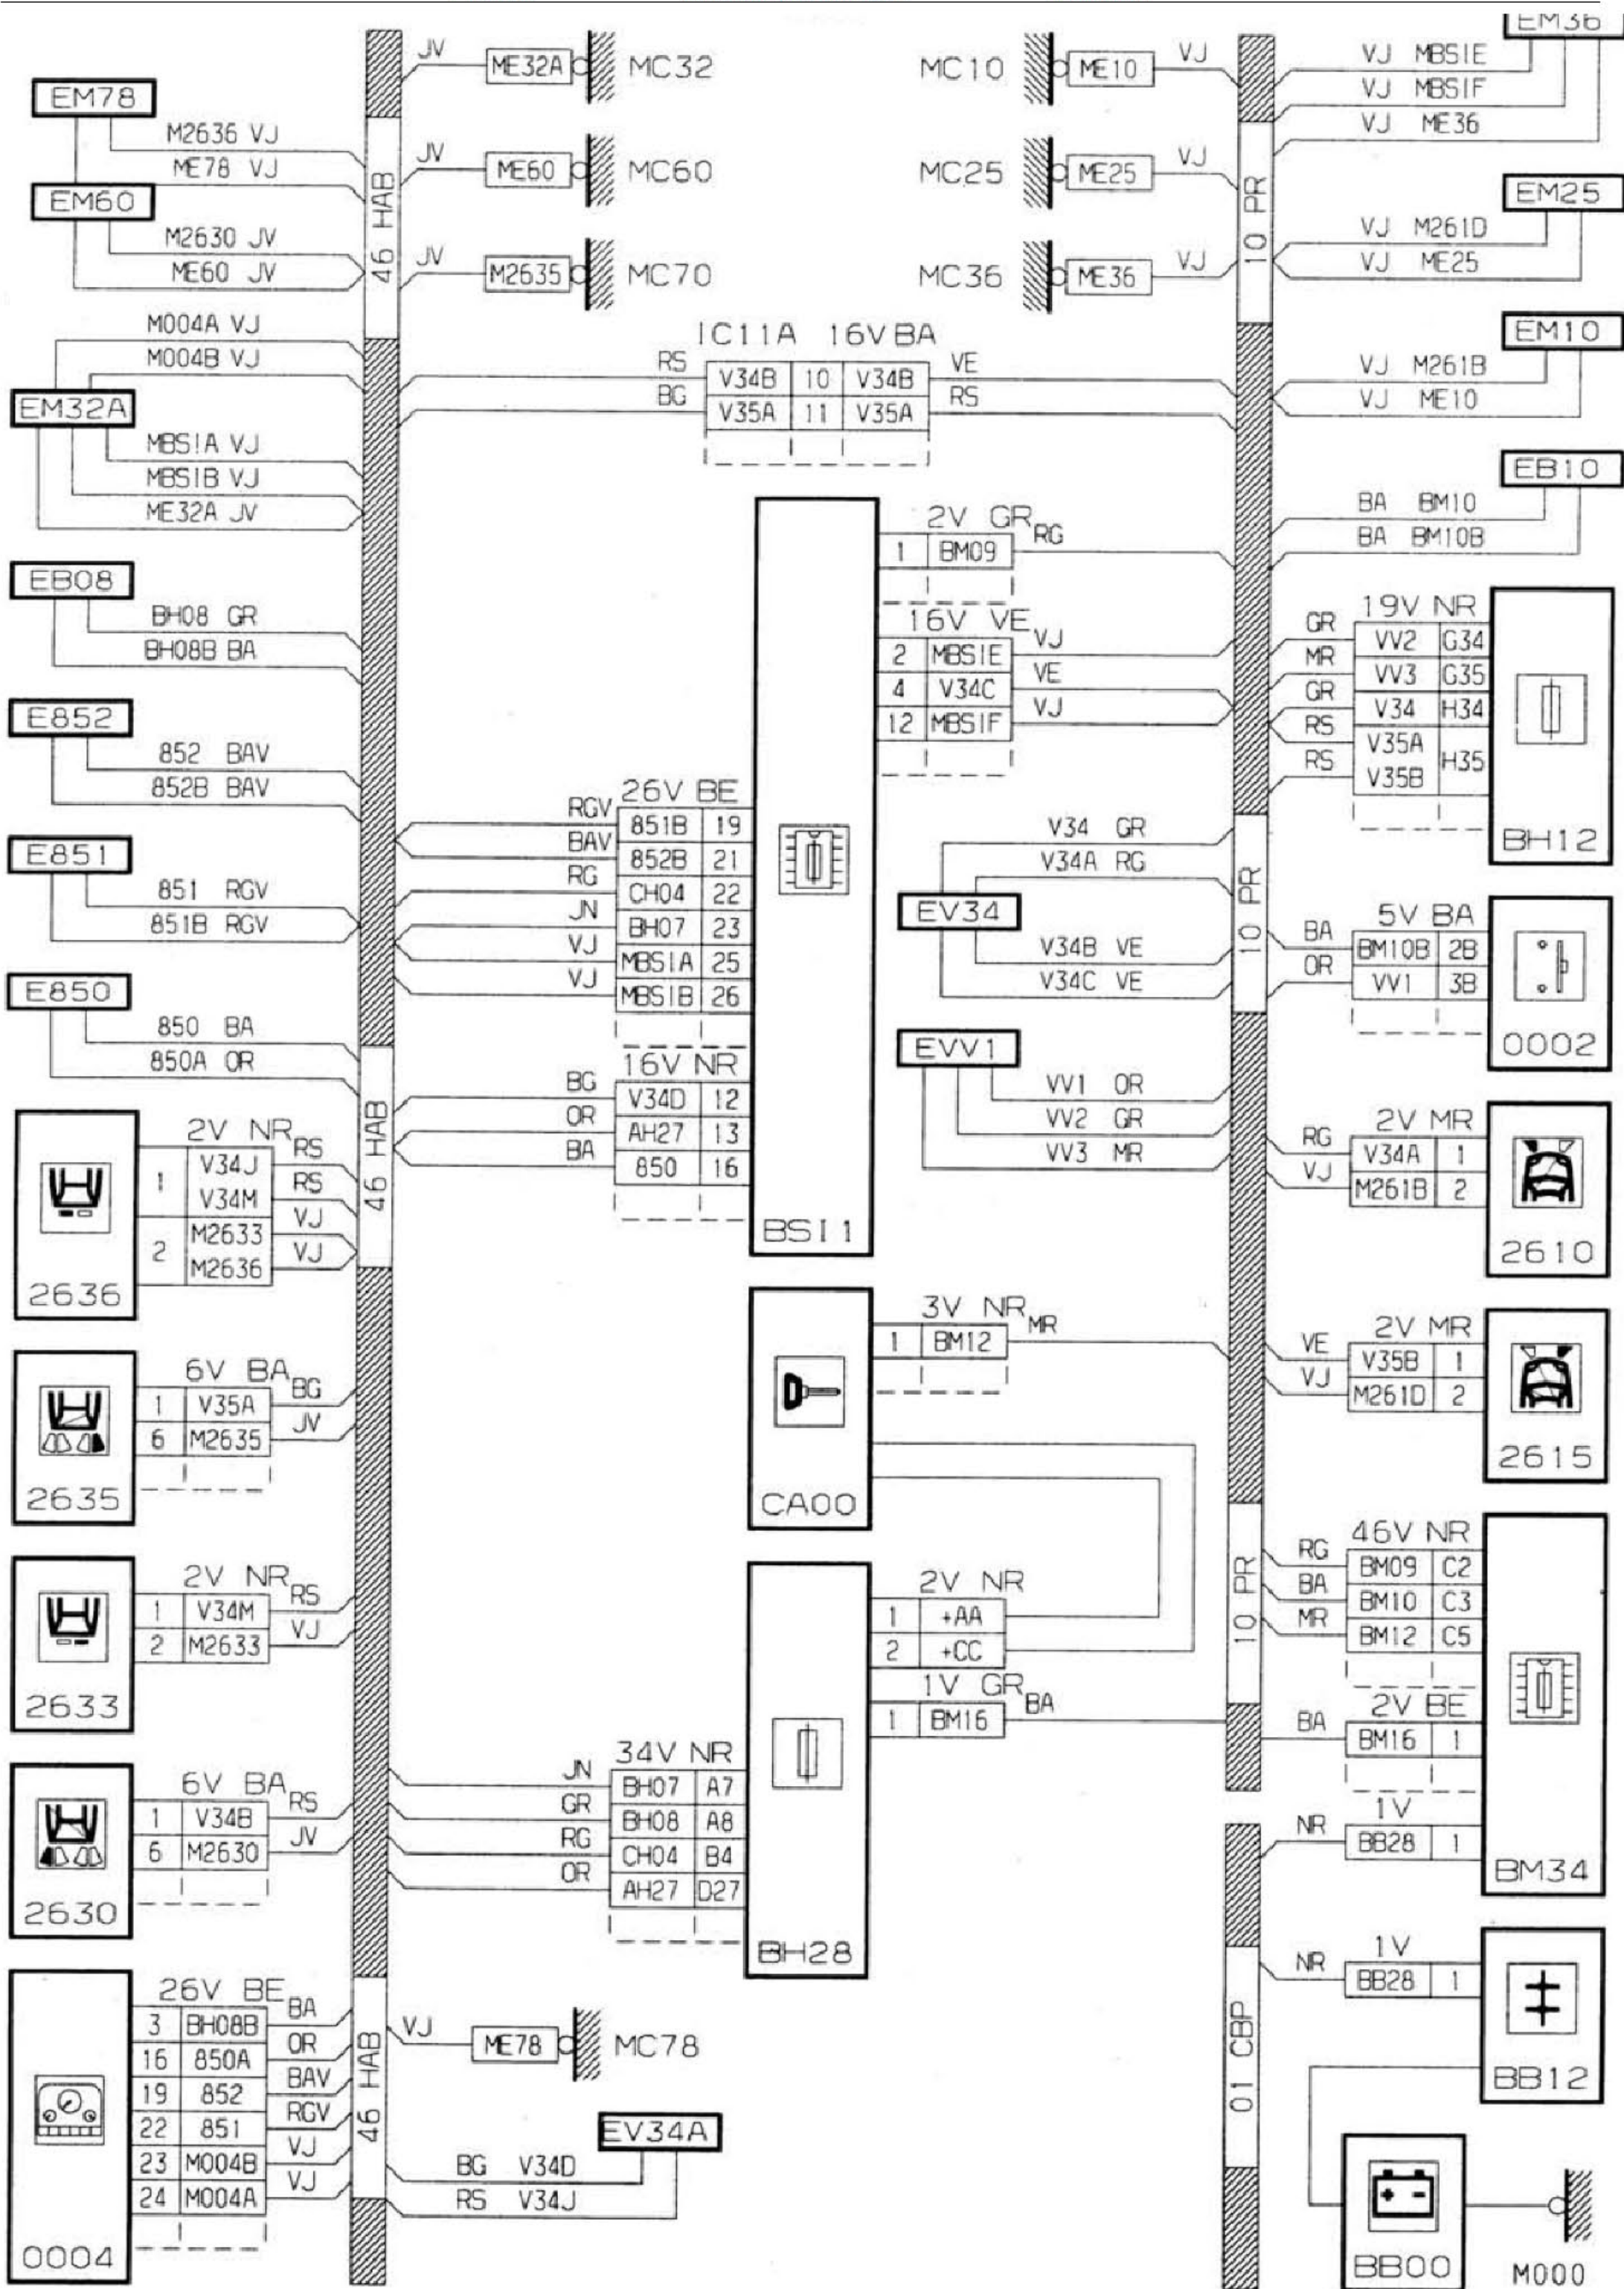 EM36
JV
ME32A
MC32
MC10
ME10
VJ
VJ MBSIE
VJ MBSIF
VJ ME36
EM78
M2636 VJ
ME78 VJ
JV
ME60
MC60
MC25
ME25
VJ
EM25
EM60
M2630 JV
ME60 JV
46 HAB
JV
M2635
MC70
MC36
ME36
VJ
10 PR
VJ M261D
VJ ME25
M004A VJ
M004B VJ
EM32A
MBSIA VJ
MBSIB VJ
ME32A JV
IC11A 16V BA
RS V34B 10 V34B VE
BG V35A 11 V35A RS
EM10
VJ M261B
VJ ME10
EB10
BA BM10
BA BM10B
2V GR
1 BM09 RG
16V VE
2 MBSIE VJ
4 V34C VE
12 MBSIF VJ
EB08
BH08 GR
BH08B BA
19V NR
GR VV2 G34
MR VV3 G35
GR V34 H34
RS V35A H35
RS V35B
BH12
E852
852 BAV
852B BAV
E851
851 RGV
851B RGV
E850
850 BA
850A OR
26V BE
RGV 851B 19
BAV 852B 21
RG CH04 22
JN BH07 23
VJ MBSIA 25
VJ MBSIB 26
16V NR
BG V34D 12
OR AH27 13
BA 850 16
BSI1
V34 GR
V34A RG
EV34
V34B VE
V34C VE
10 PR
5V BA
BA BM10B 2B
OR VV1 3B
0002
EVV1
VV1 OR
VV2 GR
VV3 MR
46 HAB
2V NR
1 V34J RS
V34M RS
2 M2633 VJ
M2636 VJ
2636
2V MR
RG V34A 1
VJ M261B 2
2610
3V NR
1 BM12 MR
CA00
2V MR
VE V35B 1
VJ M261D 2
2615
6V BA
1 V35A BG
6 M2635 JV
2635
2V NR
1 V34M RS
2 M2633 VJ
2633
2V NR
1 +AA
2 +CC
1V GR
1 BM16 BA
10 PR
46V NR
RG BM09 C2
BA BM10 C3
MR BM12 C5
2V BE
BA BM16 1
1V
NR BB28 1
BM34
34V NR
JN BH07 A7
GR BH08 A8
RG CH04 B4
OR AH27 D27
BH28
6V BA
1 V34B RS
6 M2630 JV
2630
26V BE
3 BH08B BA
16 850A OR
19 852 BAV
22 851 RGV
23 M004B VJ
24 M004A VJ
0004
46 HAB
VJ
ME78
MC78
EV34A
BG V34D
RS V34J
01 CBP
1V
NR BB28 1
BB12
BB00
M000